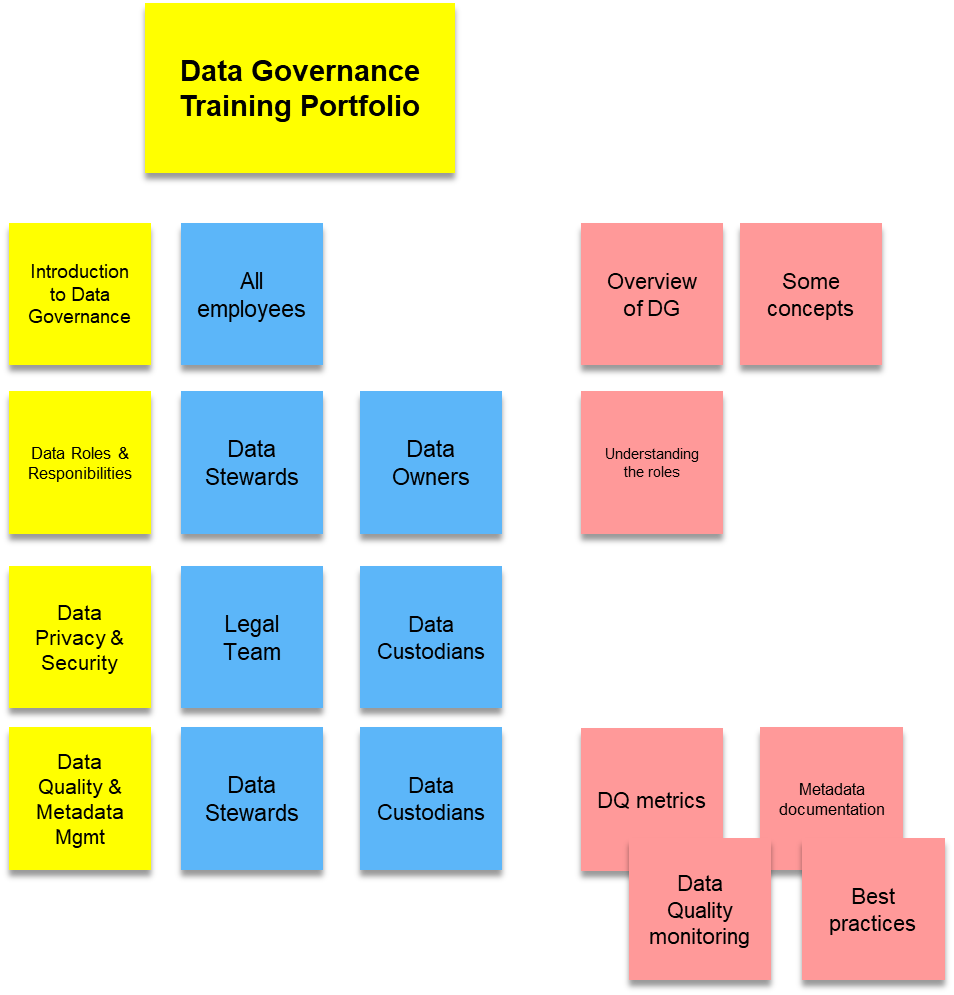 Data Governance
Training Portfolio
Introduction
to Data
Governance
All
employees
Overview
of DG
Some
concepts
Data Roles &
Responibilities
Data
Stewards
Data
Owners
Understanding
the roles
Data
Privacy &
Security
Legal
Team
Data
Custodians
Data
Quality &
Metadata
Mgmt
Data
Stewards
Data
Custodians
DQ metrics
Metadata
documentation
Data
Quality
monitoring
Best
practices